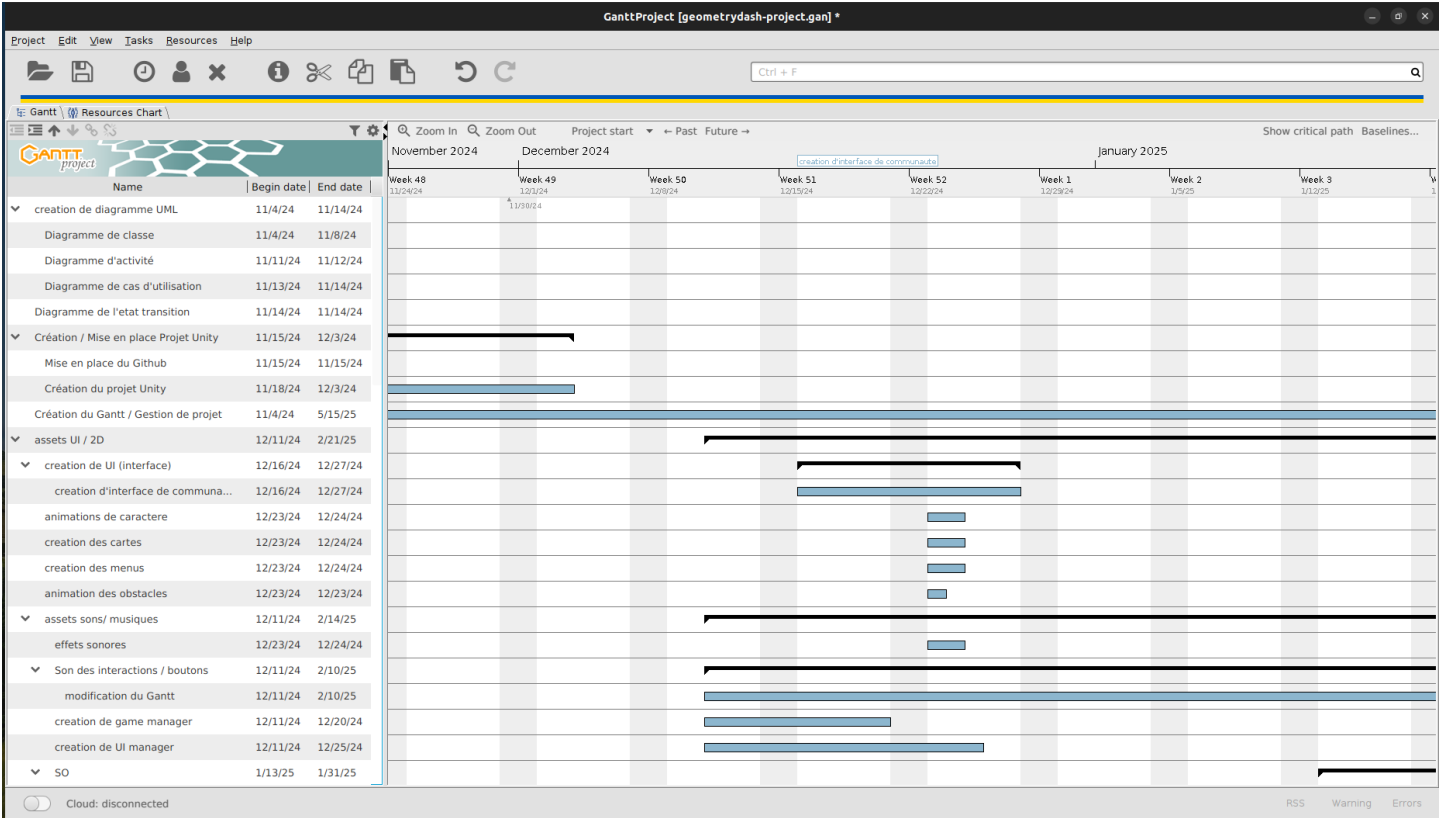 GanttProject [geometrydash-project.gan] *
Project Edit View Tasks Resources Help
Ctrl + F
Gantt Resources Chart
Zoom In Zoom Out Project start ← Past Future → Show critical path Baselines...
GANTT project
November 2024 December 2024 January 2025
creation d'interface de communaute
Name Begin date End date
Week 48 Week 49 Week 50 Week 51 Week 52 Week 1 Week 2 Week 3
11/24/24 12/1/24 12/8/24 12/15/24 12/22/24 12/29/24 1/5/25 1/12/25
11/30/24
creation de diagramme UML 11/4/24 11/14/24
Diagramme de classe 11/4/24 11/8/24
Diagramme d'activité 11/11/24 11/12/24
Diagramme de cas d'utilisation 11/13/24 11/14/24
Diagramme de l'etat transition 11/14/24 11/14/24
Création / Mise en place Projet Unity 11/15/24 12/3/24
Mise en place du Github 11/15/24 11/15/24
Création du projet Unity 11/18/24 12/3/24
Création du Gantt / Gestion de projet 11/4/24 5/15/25
assets UI / 2D 12/11/24 2/21/25
creation de UI (interface) 12/16/24 12/27/24
creation d'interface de communa... 12/16/24 12/27/24
animations de caractere 12/23/24 12/24/24
creation des cartes 12/23/24 12/24/24
creation des menus 12/23/24 12/24/24
animation des obstacles 12/23/24 12/23/24
assets sons/ musiques 12/11/24 2/14/25
effets sonores 12/23/24 12/24/24
Son des interactions / boutons 12/11/24 2/10/25
modification du Gantt 12/11/24 2/10/25
creation de game manager 12/11/24 12/20/24
creation de UI manager 12/11/24 12/25/24
SO 1/13/25 1/31/25
Cloud: disconnected RSS Warning Errors